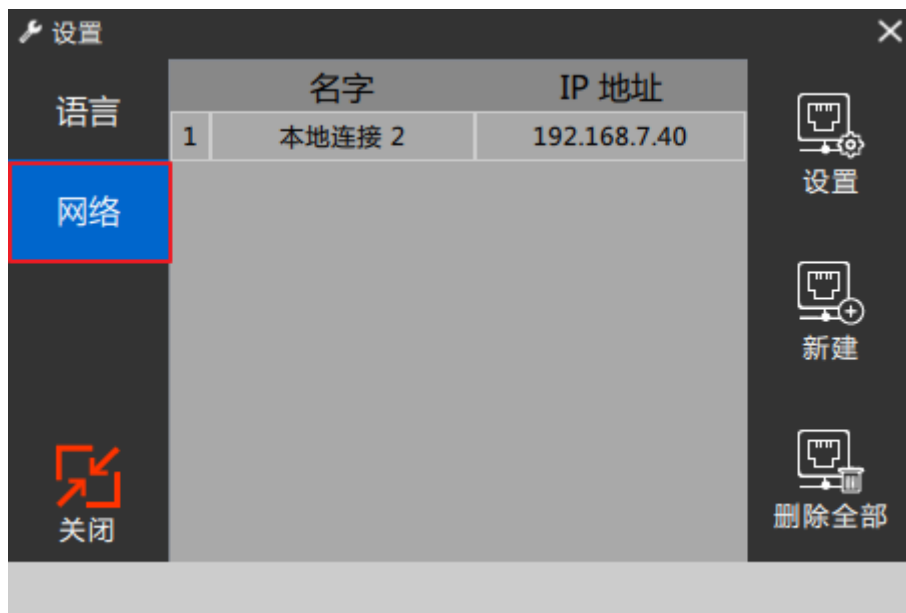 设置
语言
网络
关闭
名字 IP 地址
1 本地连接 2 192.168.7.40
设置
新建
删除全部